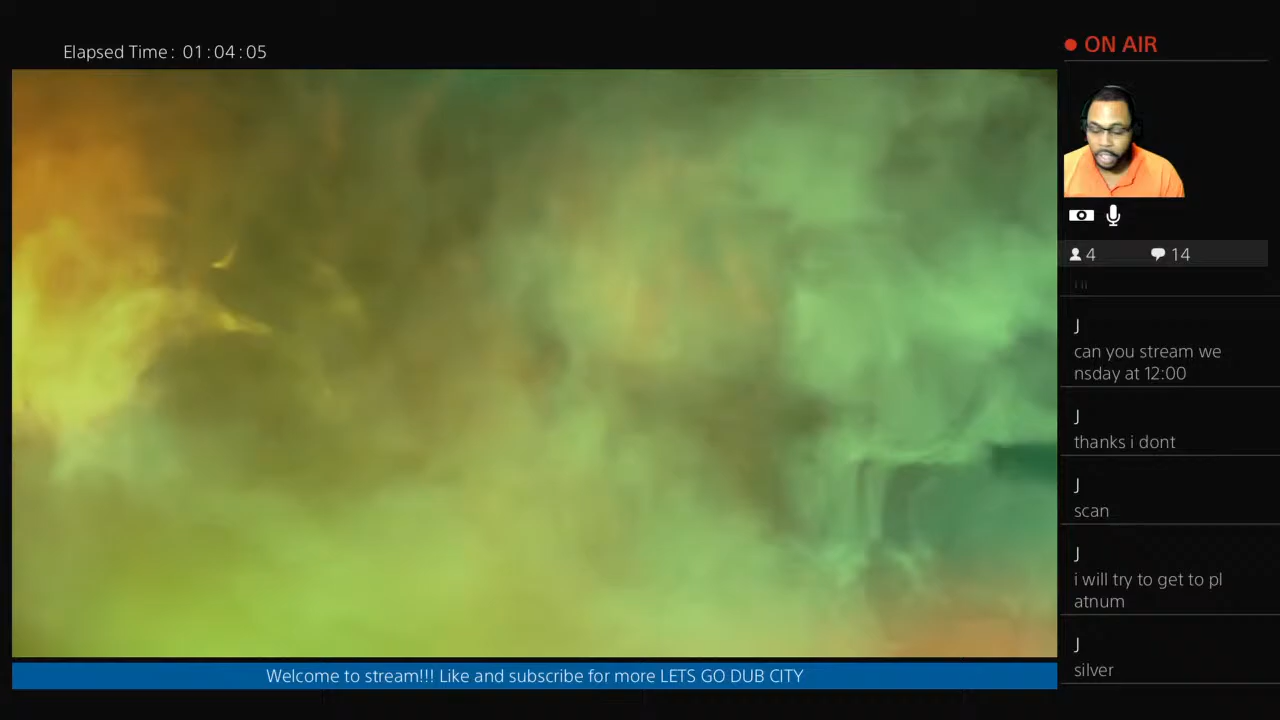 Elapsed Time: 01:04:05
ON AIR
4
14
J
can you stream we
nsday at 12:00
J
thanks i dont
J
scan
J
i will try to get to pl
atnum
J
silver
Welcome to stream!!! Like and subscribe for more LETS GO DUB CITY